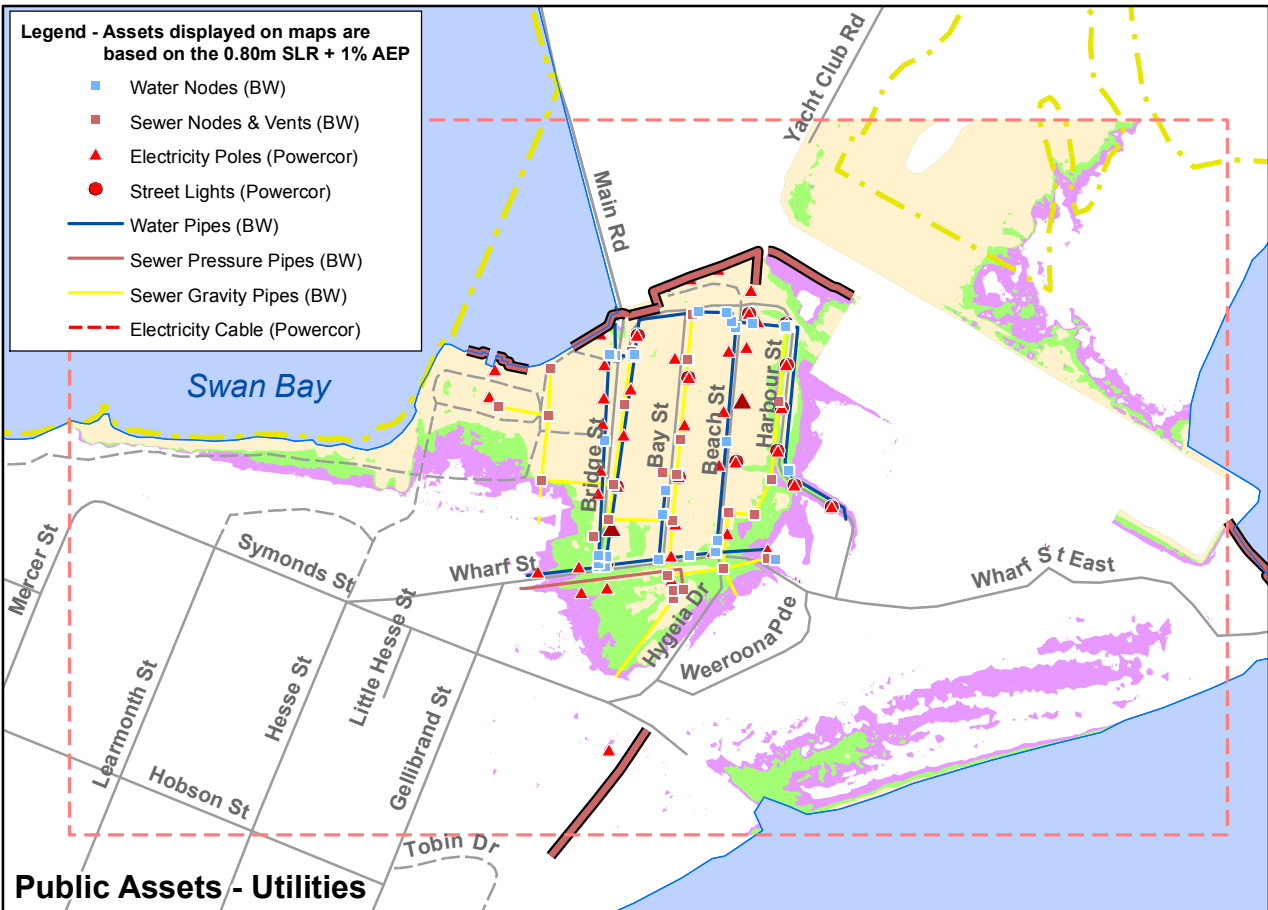 Legend - Assets displayed on maps are
based on the 0.80m SLR + 1% AEP
Water Nodes (BW)
Sewer Nodes & Vents (BW)
Electricity Poles (Powercor)
Street Lights (Powercor)
Water Pipes (BW)
Sewer Pressure Pipes (BW)
Sewer Gravity Pipes (BW)
Electricity Cable (Powercor)
Yacht Club Rd
Main Rd
Swan Bay
Bridge St
Bay St
Beach St
Harbour St
Mercer St
Symonds St
Wharf St
Wharf St East
Hygeia Dr
Weeroona Pde
Learmonth St
Hesse St
Little Hesse St
Gellibrand St
Hobson St
Tobin Dr
Public Assets - Utilities